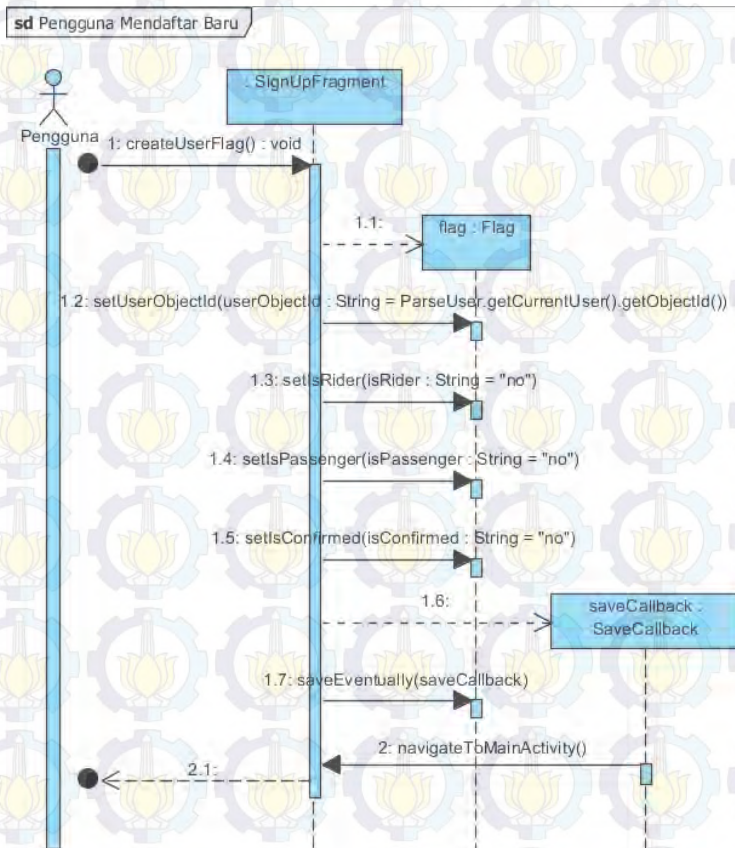 sd Pengguna Mendaftar Baru
: SignUpFragment
Pengguna
1: createUserFlag() : void
1.1:
flag : Flag
1.2: setUserObjectId(userObjectId : String = ParseUser.getCurrentUser().getObjectId())
1.3: setIsRider(isRider : String = "no")
1.4: setIsPassenger(isPassenger : String = "no")
1.5: setIsConfirmed(isConfirmed : String = "no")
1.6:
saveCallback :
SaveCallback
1.7: saveEventually(saveCallback)
2: navigateToMainActivity()
2.1: